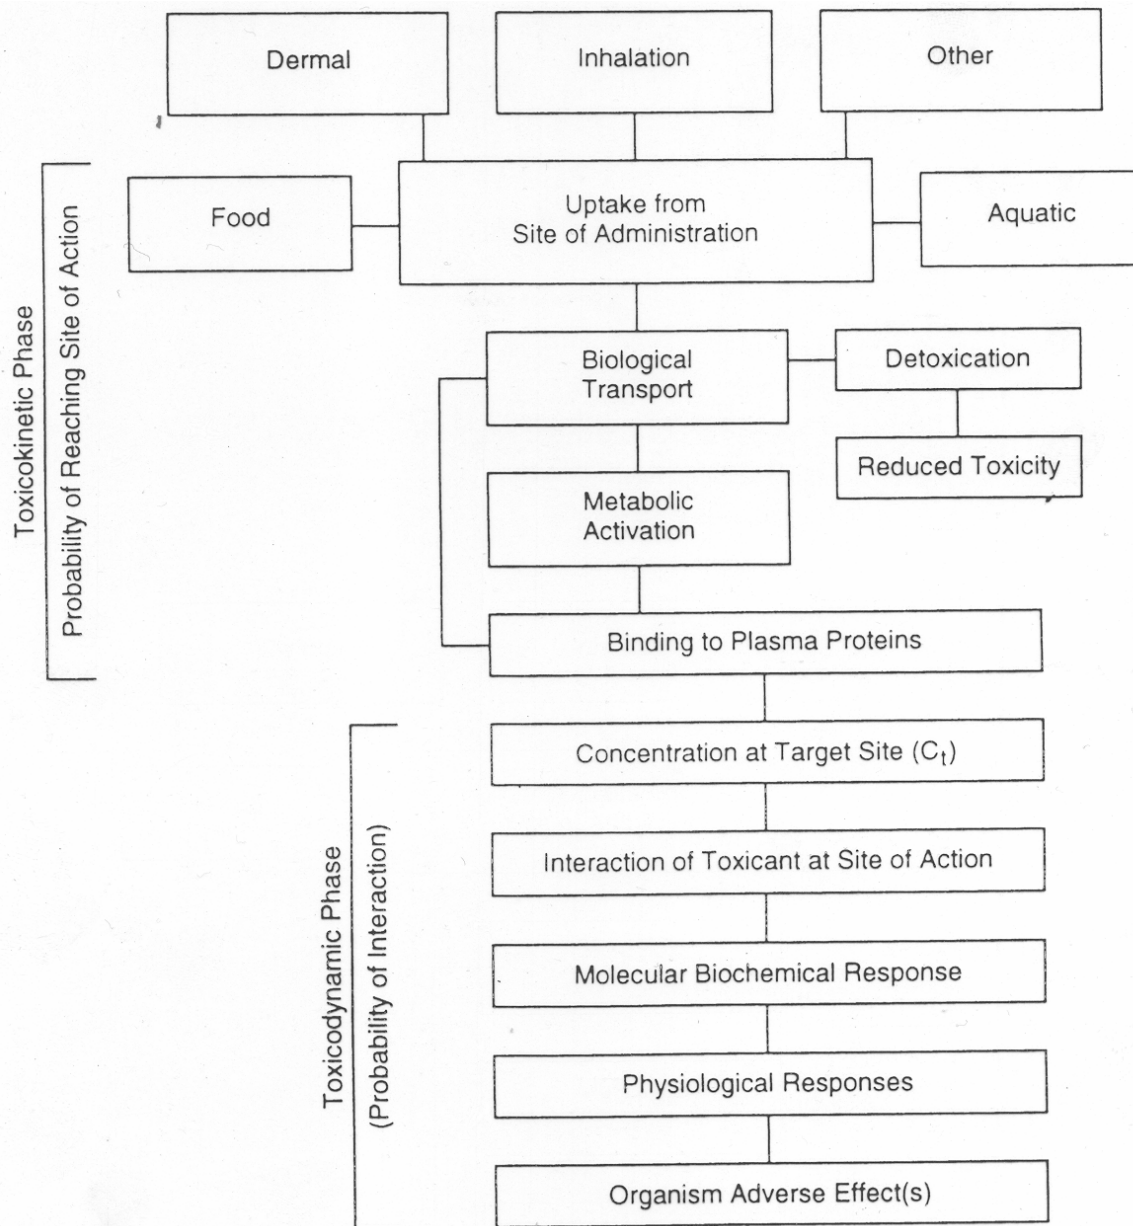 Dermal
Inhalation
Other
Food
Uptake from
Site of Administration
Aquatic
Toxicokinetic Phase
Probability of Reaching Site of Action
Biological
Transport
Detoxication
Reduced Toxicity
Metabolic
Activation
Binding to Plasma Proteins
Toxicodynamic Phase
(Probability of Interaction)
Concentration at Target Site (Ct)
Interaction of Toxicant at Site of Action
Molecular Biochemical Response
Physiological Responses
Organism Adverse Effect(s)